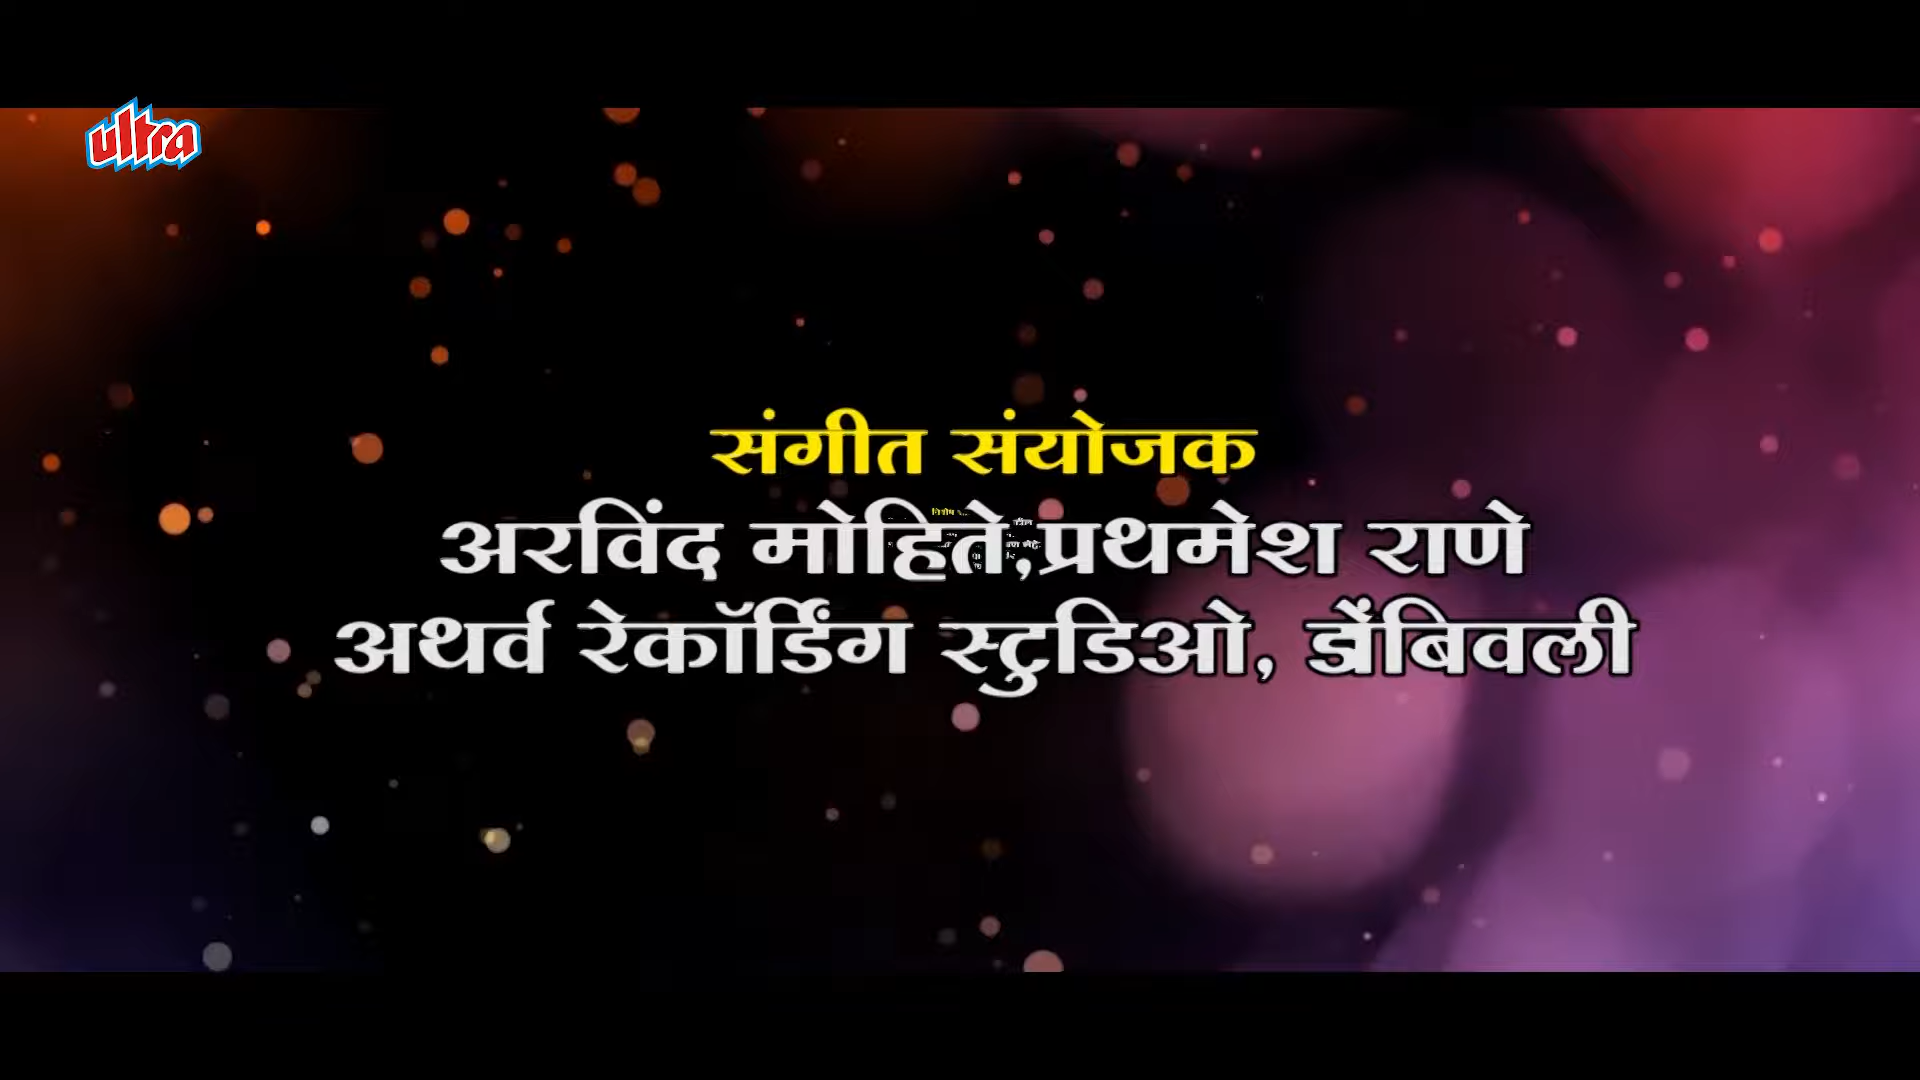 ultra
संगीत संयोजक
अरविंद मोहिते,प्रथमेश राणे
अथर्व रेकॉर्डिंग स्टुडिओ, डोंबिवली